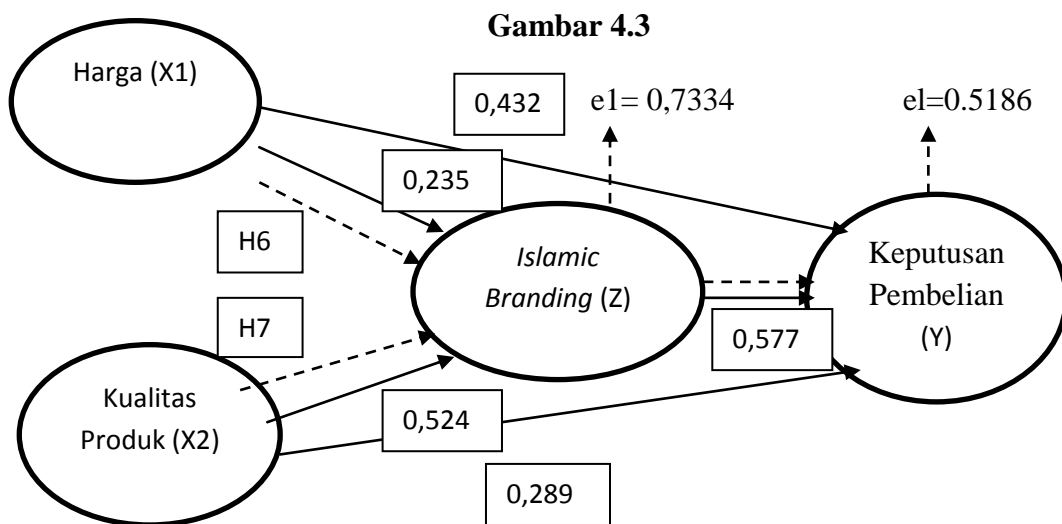 Gambar 4.3
Harga (X1)
0,432
e1= 0,7334
el=0.5186
0,235
H6
Islamic
Branding (Z)
Keputusan
Pembelian
(Y)
H7
0,577
Kualitas
Produk (X2)
0,524
0,289